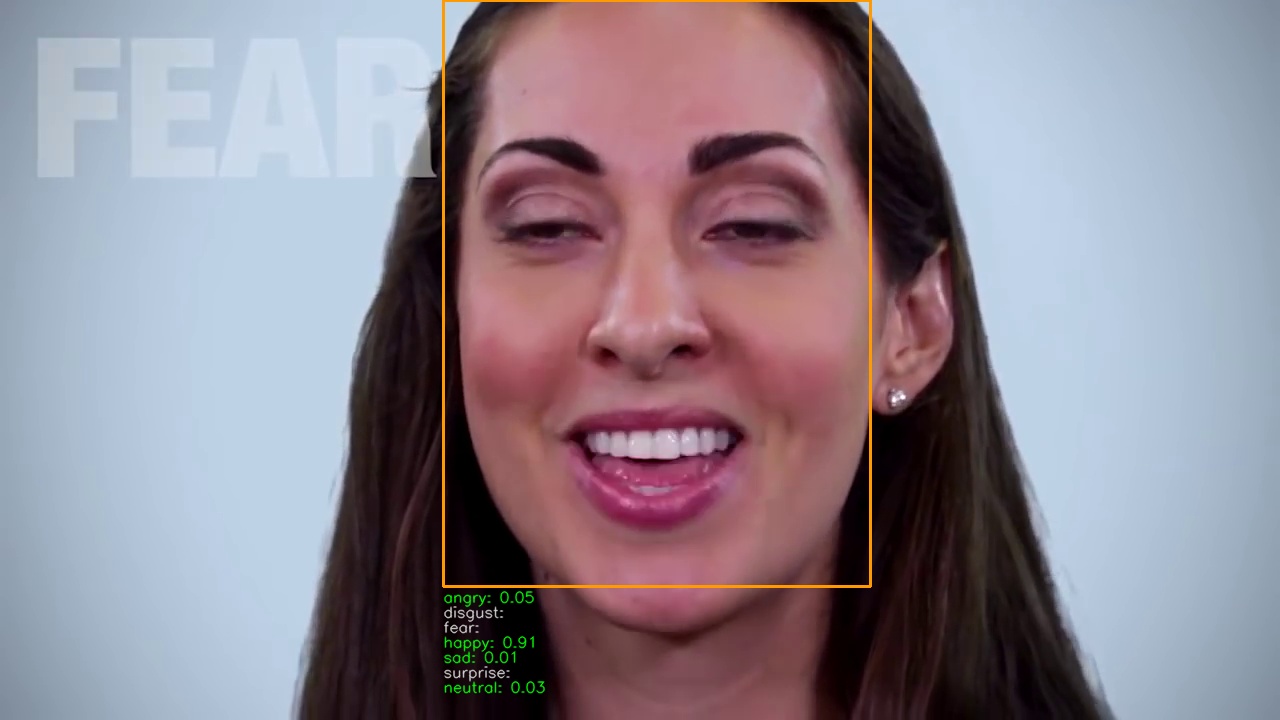 FEAR
angry: 0.05
disgust:
fear:
happy: 0.91
sad: 0.01
surprise:
neutral: 0.03